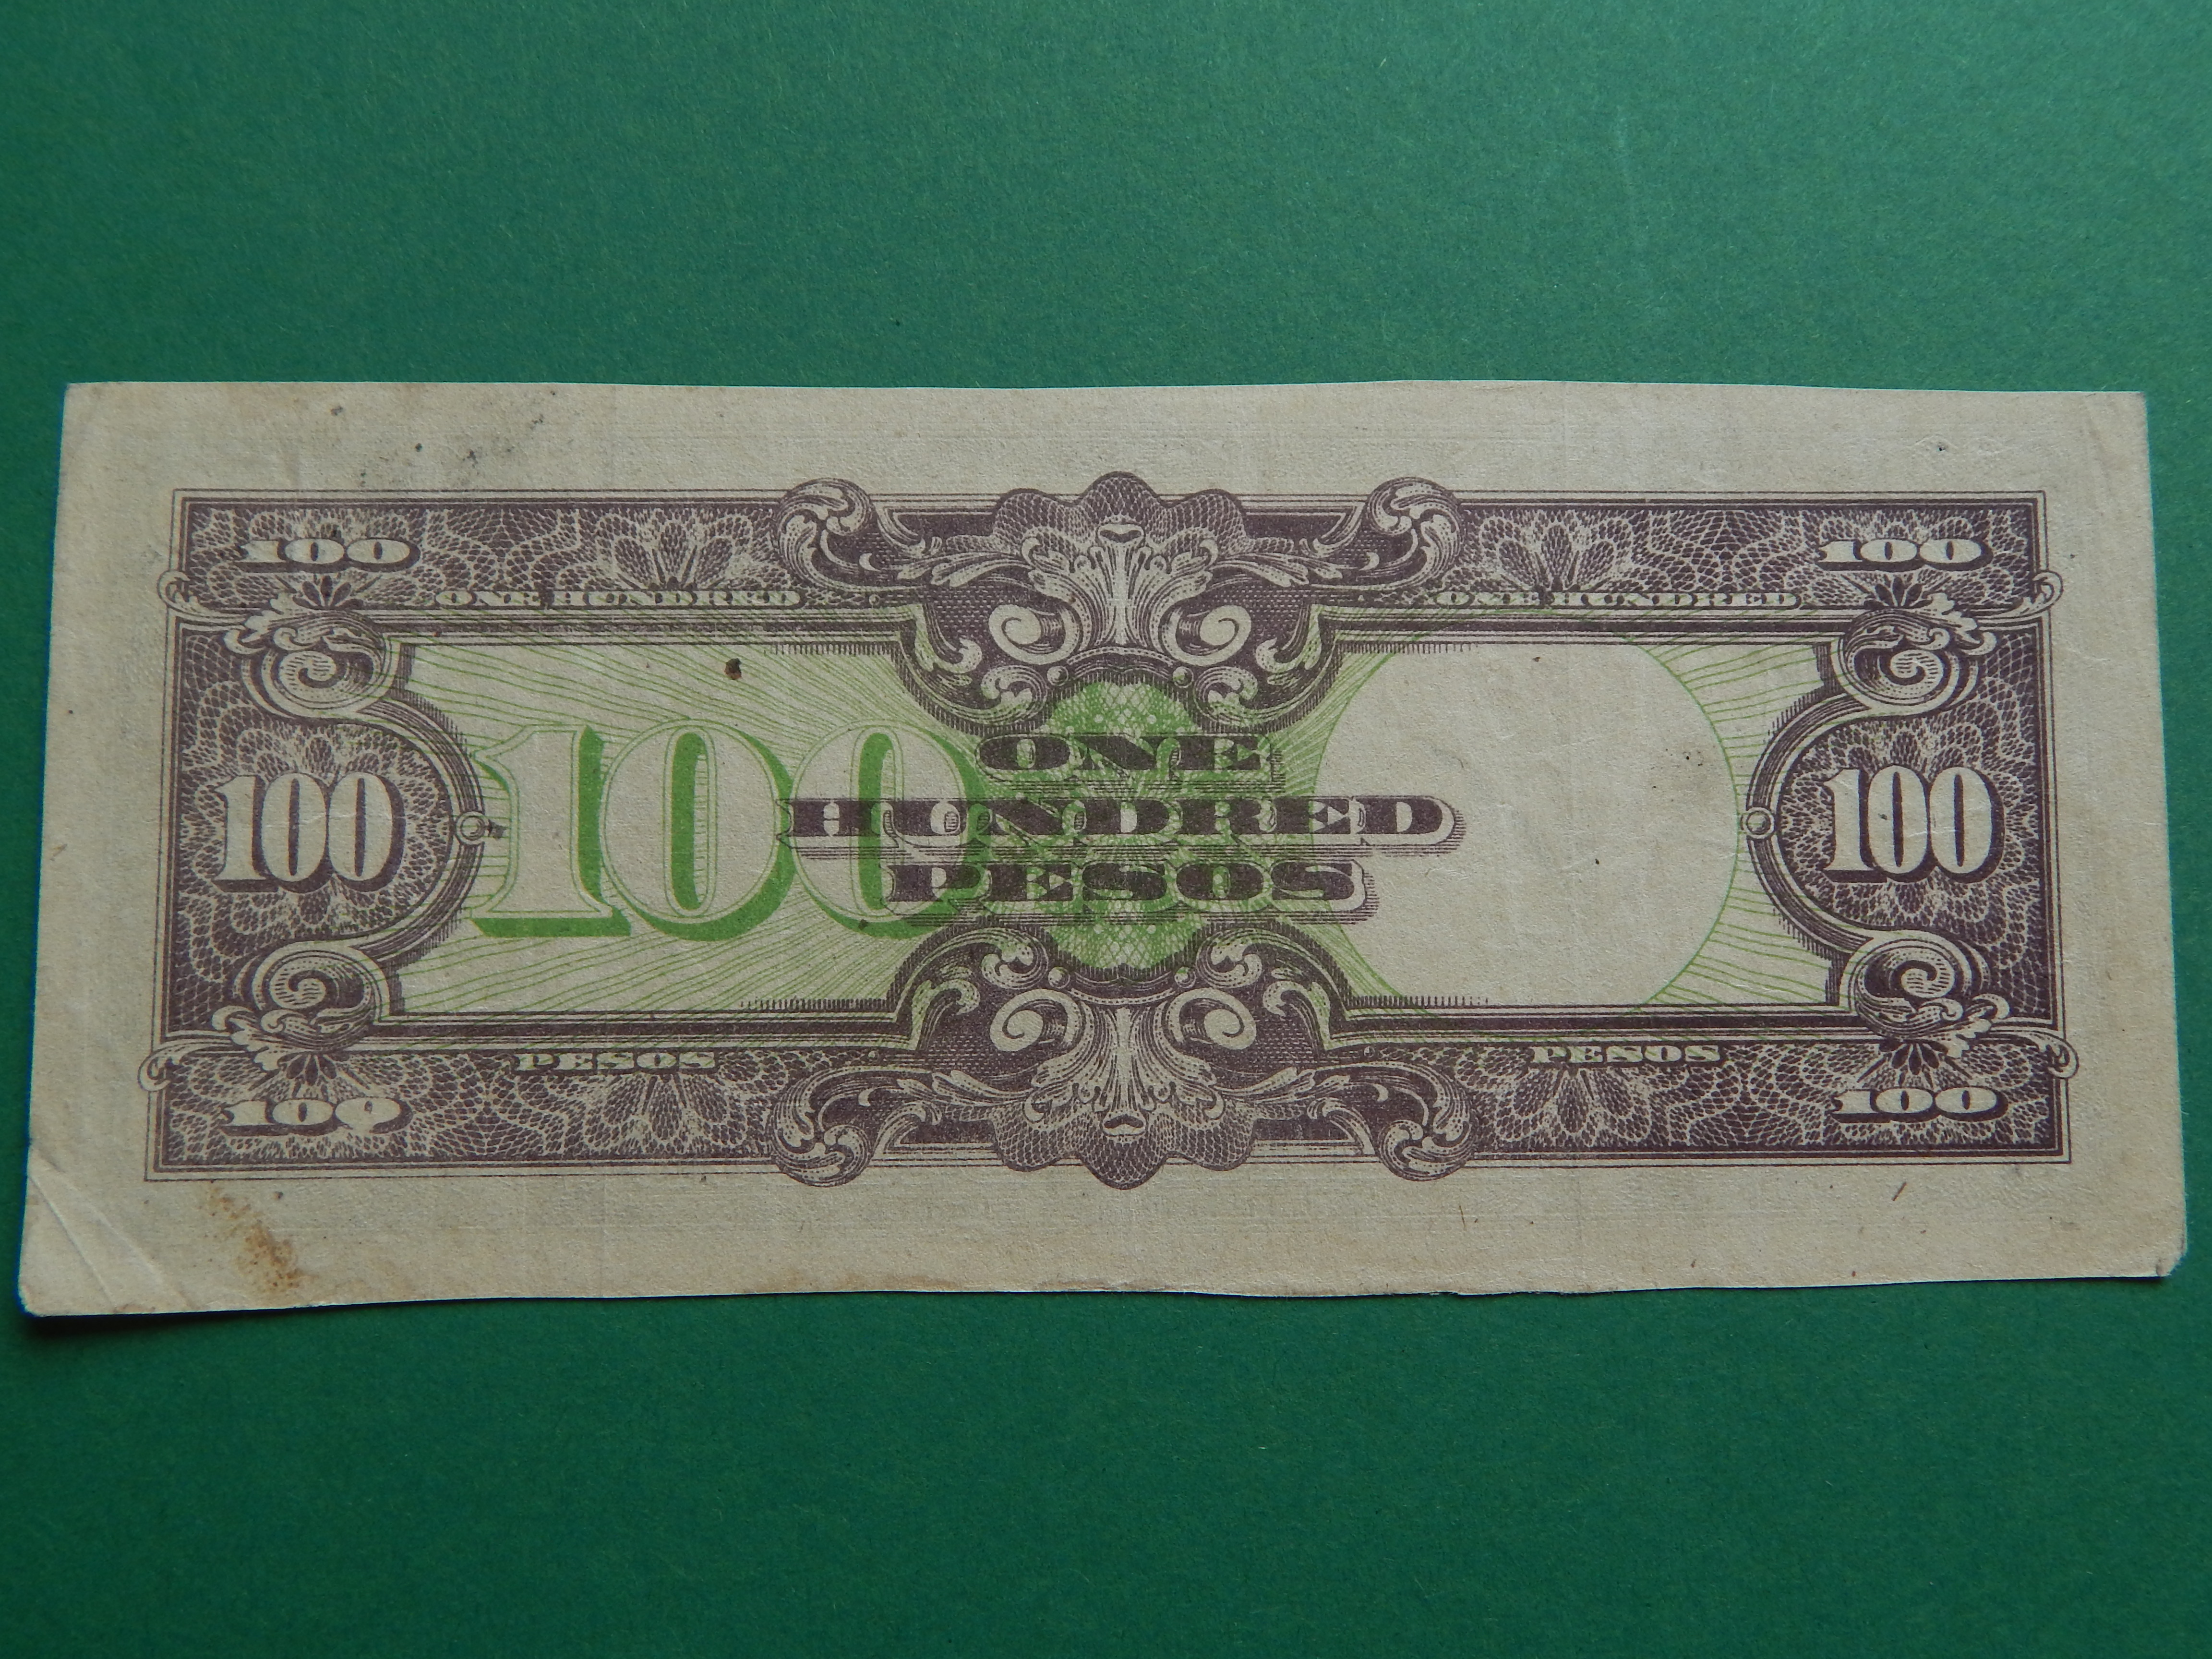 100 100
ONE HUNDRED ONE HUNDRED
100 100 100
ONE
HUNDRED
PESOS
PESOS PESOS
100 100